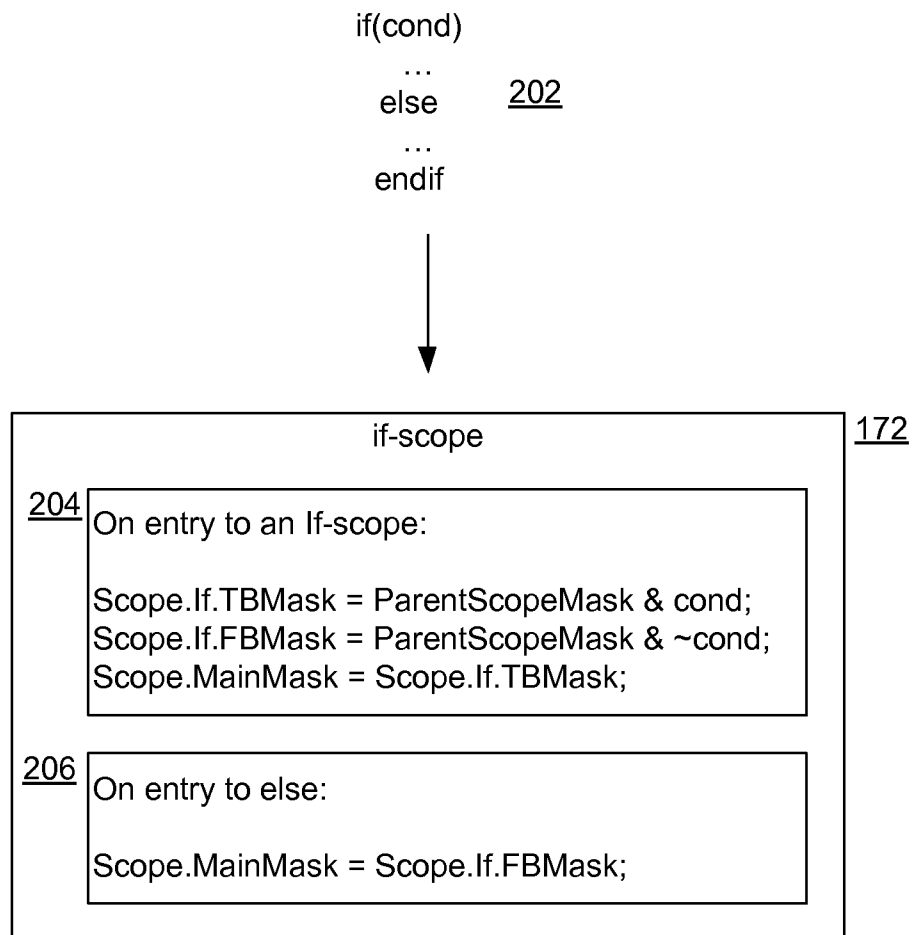 if(cond)
...
else 202
...
endif
if-scope 172
204
On entry to an If-scope:
Scope.If.TBMask = ParentScopeMask & cond;
Scope.If.FBMask = ParentScopeMask & ~cond;
Scope.MainMask = Scope.If.TBMask;
206
On entry to else:
Scope.MainMask = Scope.If.FBMask;